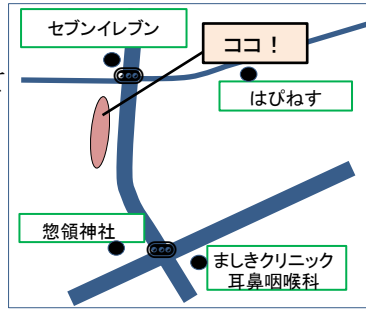 セブンイレブン
ココ！
はぴねす
惣領神社
ましきクリニック
耳鼻咽喉科